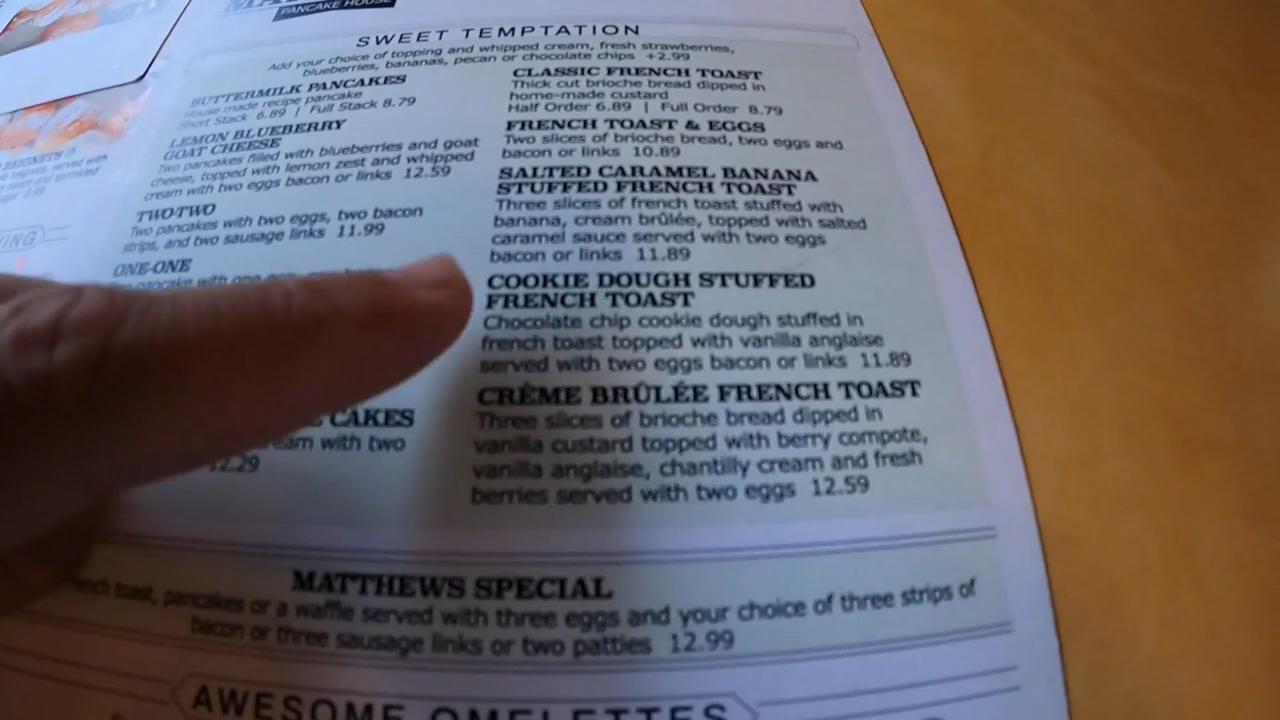 PANCAKE HOUSE
SWEET TEMPTATION
Add your choice of topping and whipped cream, fresh strawberries,
blueberries, bananas, pecan or chocolate chips +2.99
BUTTERMILK PANCAKES
House made recipe pancake
Short Stack 6.89 | Full Stack 8.79
LEMON BLUEBERRY
GOAT CHEESE
Two pancakes filled with blueberries and goat
cheese, topped with lemon zest and whipped
cream with two eggs bacon or links 12.59
TWO-TWO
Two pancakes with two eggs, two bacon
strips, and two sausage links 11.99
ONE-ONE
pancake with one
CAKES
with two
12.29
CLASSIC FRENCH TOAST
Thick cut brioche bread dipped in
home-made custard
Half Order 6.89 | Full Order 8.79
FRENCH TOAST & EGGS
Two slices of brioche bread, two eggs and
bacon or links 10.89
SALTED CARAMEL BANANA
STUFFED FRENCH TOAST
Three slices of french toast stuffed with
banana, cream brûlée, topped with salted
caramel sauce served with two eggs
bacon or links 11.89
COOKIE DOUGH STUFFED
FRENCH TOAST
Chocolate chip cookie dough stuffed in
french toast topped with vanilla anglaise
served with two eggs bacon or links 11.89
CRÈME BRÛLÉE FRENCH TOAST
Three slices of brioche bread dipped in
vanilla custard topped with berry compote,
vanilla anglaise, chantilly cream and fresh
berries served with two eggs 12.59
MATTHEWS SPECIAL
toast, pancakes or a waffle served with three eggs and your choice of three strips of
bacon or three sausage links or two patties 12.99
AWESOME OMELETTES